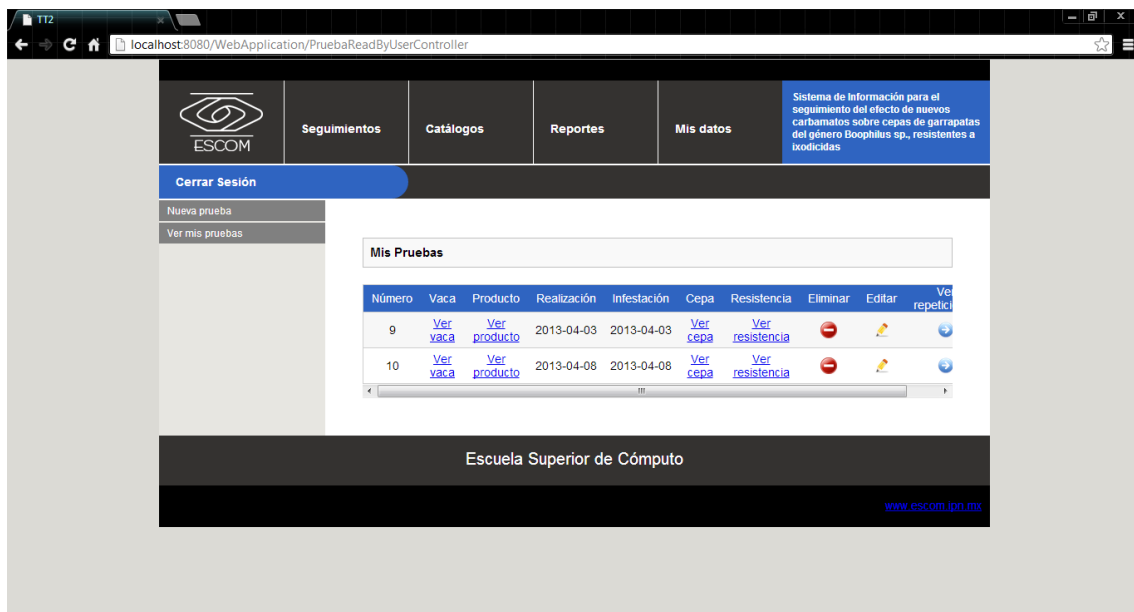 TT2
localhost:8080/WebApplication/PruebaReadByUserController
ESCOM
Seguimientos
Catálogos
Reportes
Mis datos
Sistema de Información para el
seguimiento del efecto de nuevos
carbamatos sobre cepas de garrapatas
del género Boophilus sp., resistentes a
ixodicidas
Cerrar Sesión
Nueva prueba
Ver mis pruebas
Mis Pruebas
Número Vaca Producto Realización Infestación Cepa Resistencia Eliminar Editar Ver
repetici
9 Ver vaca Ver producto 2013-04-03 2013-04-03 Ver cepa Ver resistencia
10 Ver vaca Ver producto 2013-04-08 2013-04-08 Ver cepa Ver resistencia
Escuela Superior de Cómputo
www.escom.ipn.mx